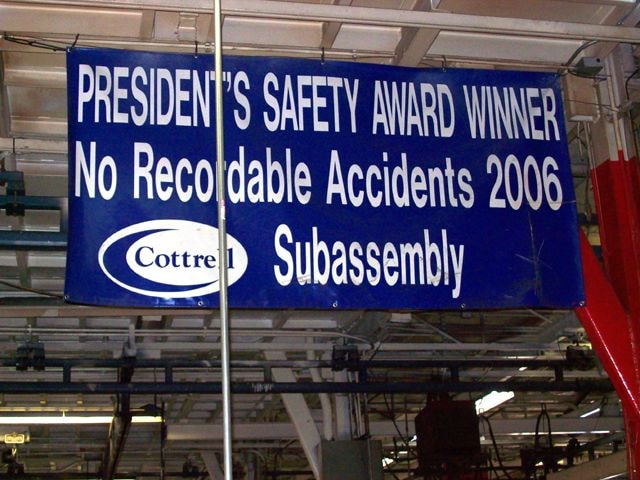 PRESIDENT'S SAFETY AWARD WINNER
No Recordable Accidents 2006
Cottrell Subassembly